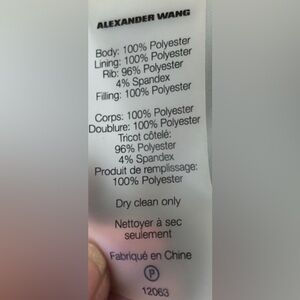 ALEXANDER WANG
Body: 100% Polyester
Lining: 100% Polyester
Rib: 96% Polyester
4% Spandex
Filling: 100% Polyester
Corps: 100% Polyester
Doublure: 100% Polyester
Tricot côtelé:
96% Polyester
4% Spandex
Produit de remplissage:
100% Polyester
Dry clean only
Nettoyer à sec
seulement
Fabriqué en Chine
P
12063